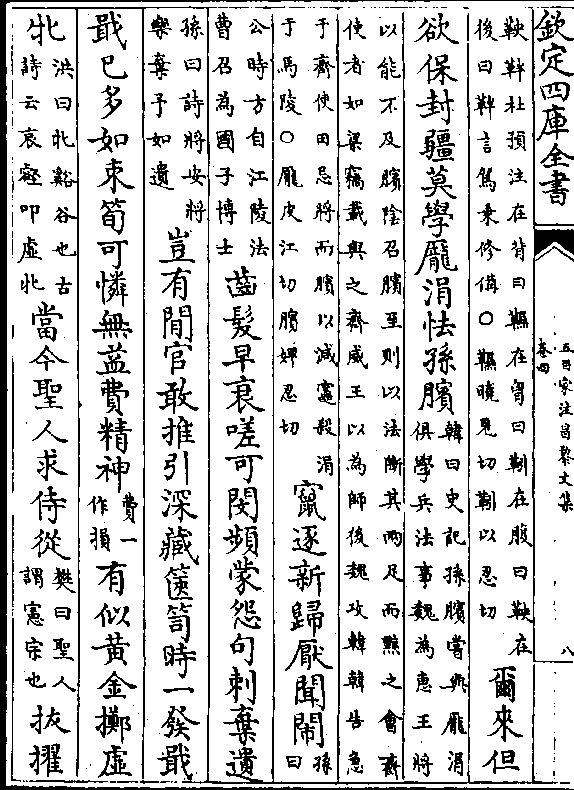 欽定四庫全書
五百家注昌黎文集
卷四
八
鞅靽杜預注在背曰韅在胷曰靷在腹曰鞅在
後曰靽言駕乗修備○韅曉見切靷以忍切
爾來但
欲保封疆莫學龐涓怯孫臏
韓曰史記孫臏嘗與龐涓
俱學兵法事魏為惠王將
以能不及臏陰召臏至則以法斷其兩足而黥之會齊
使者如梁竊載與之齊威王以為師後魏攻韓韓告急
于齊使田忌將而臏以減竈殺涓
于馬陵○龐皮江切臏婢忍切
竄逐新歸厭聞鬧
孫
曰
公時方自江陵法
曹召為國子博士
齒髮早衰嗟可閔頻蒙怨句刺棄遺
孫曰詩將安將
樂棄予如遺
豈有閒官敢推引深藏篋笥時一發戢
戢已多如束筍可憐無益費精神
費一
作損
有似黄金擲虚
牝
洪曰牝谿谷也古
詩云哀壑叩虚牝
當今聖人求侍從
樊曰聖人
謂憲宗也
拔擢